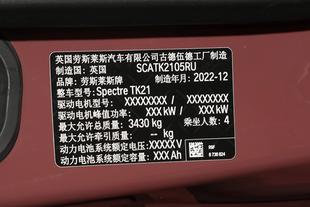 英国劳斯莱斯汽车有限公司古德伍德工厂制造
制造国：英国 SCATK2105RU
品牌：劳斯莱斯牌 制造年月：2022-12
整车型号：Spectre TK21
驱动电机型号：XXXXXXXX / XXXXXXXX
驱动电机峰值功率：XXX kW / XXX kW
最大允许总质量：3430 kg 乘坐人数：4
最大允许牵引质量：-- kg
动力电池系统额定电压：XXXXX V
动力电池系统额定容量：XXX Ah
9 738 824